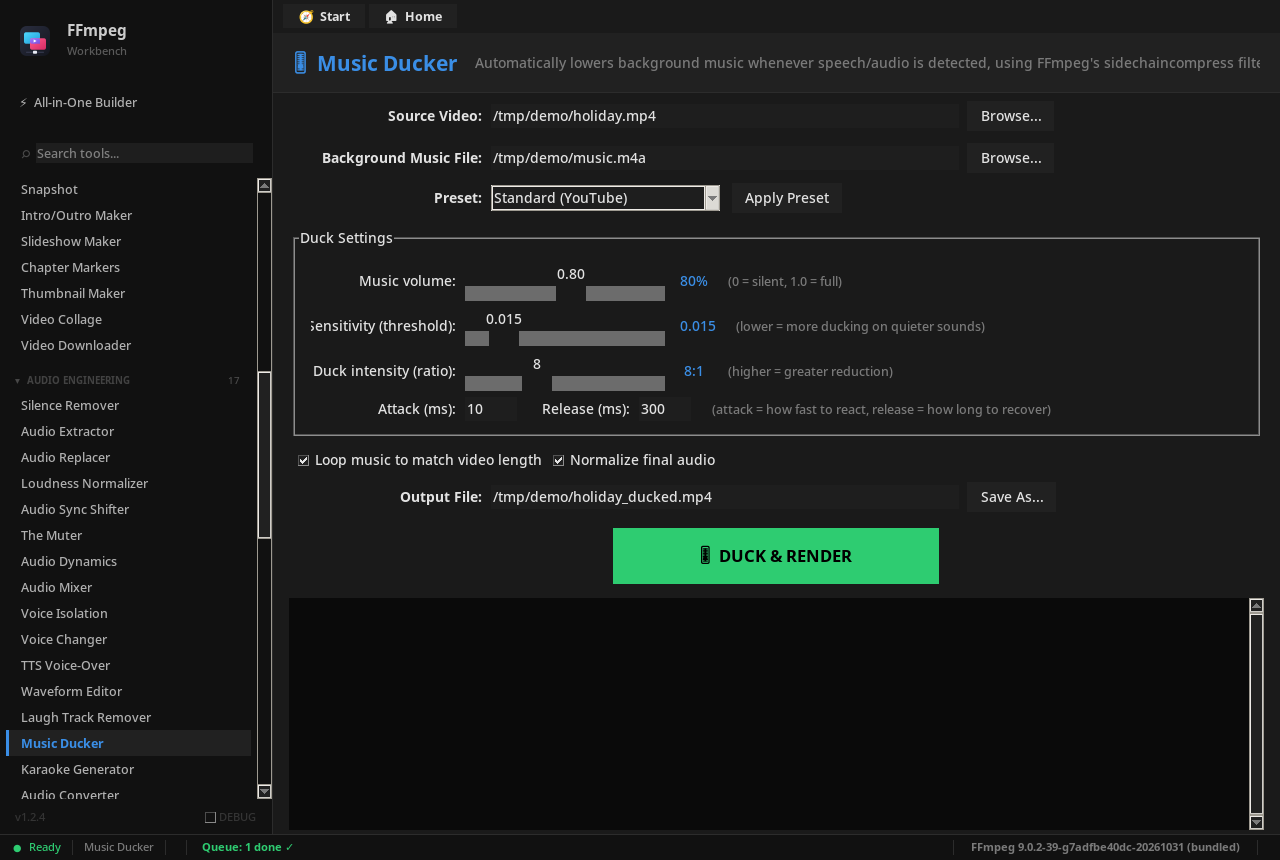 FFmpeg
Workbench
⚡ All-in-One Builder
Search tools...
Snapshot
Intro/Outro Maker
Slideshow Maker
Chapter Markers
Thumbnail Maker
Video Collage
Video Downloader
▾ AUDIO ENGINEERING 17
Silence Remover
Audio Extractor
Audio Replacer
Loudness Normalizer
Audio Sync Shifter
The Muter
Audio Dynamics
Audio Mixer
Voice Isolation
Voice Changer
TTS Voice-Over
Waveform Editor
Laugh Track Remover
Music Ducker
Karaoke Generator
Audio Converter
v1.2.4 DEBUG
🧭 Start 🏠 Home
Music Ducker Automatically lowers background music whenever speech/audio is detected, using FFmpeg's sidechaincompress filte
Source Video: /tmp/demo/holiday.mp4 Browse...
Background Music File: /tmp/demo/music.m4a Browse...
Preset: Standard (YouTube) Apply Preset
Duck Settings
0.80
Music volume: 80% (0 = silent, 1.0 = full)
0.015
Sensitivity (threshold): 0.015 (lower = more ducking on quieter sounds)
8
Duck intensity (ratio): 8:1 (higher = greater reduction)
Attack (ms): 10 Release (ms): 300 (attack = how fast to react, release = how long to recover)
Loop music to match video length Normalize final audio
Output File: /tmp/demo/holiday_ducked.mp4 Save As...
DUCK & RENDER
● Ready Music Ducker Queue: 1 done ✓ FFmpeg 9.0.2-39-g7adfbe40dc-20261031 (bundled)